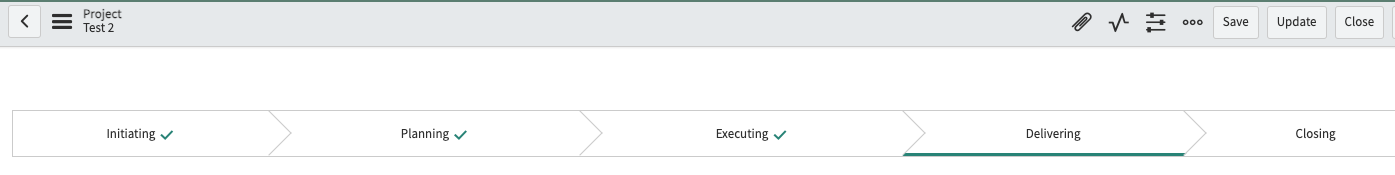 Project
Test 2
Save
Update
Close
Initiating
Planning
Executing
Delivering
Closing